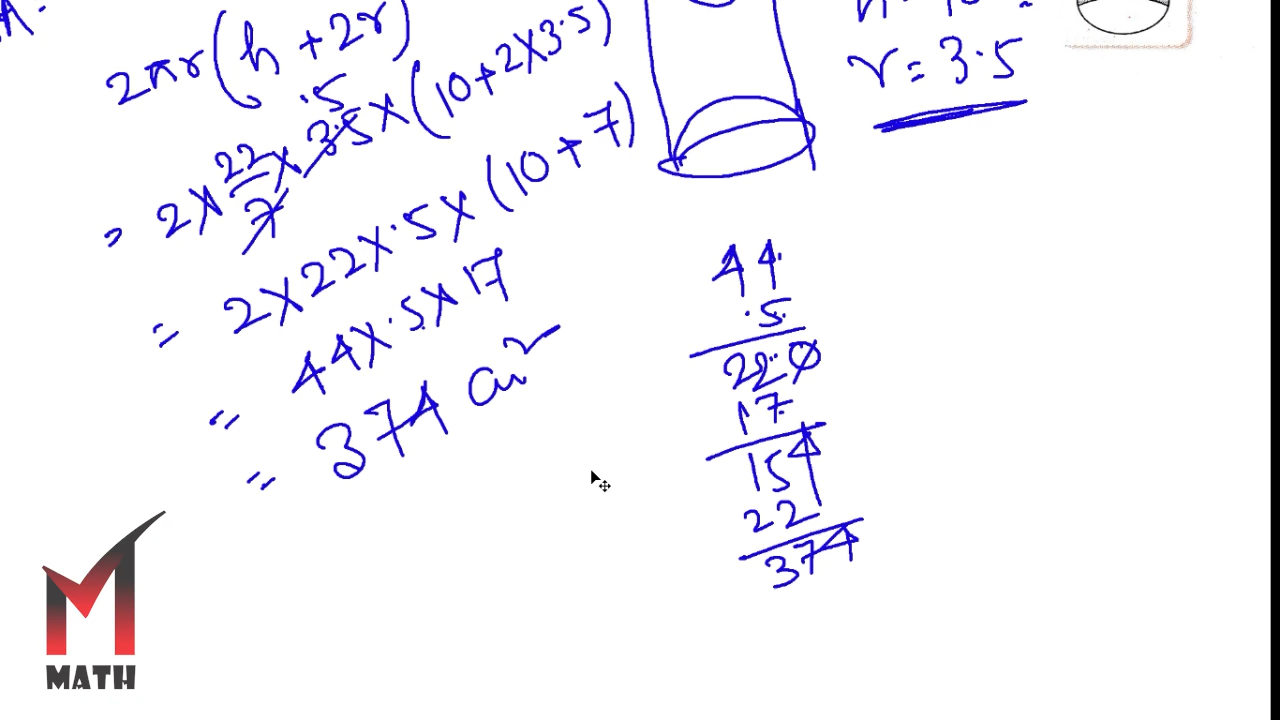 A.
2πr(h + 2r)
= 2 × 22/7 × 3.5 × (10 + 2×3.5)
.5
= 2 × 22 × .5 × (10 + 7)
= 44 × .5 × 17
= 374 cm²
r = 3.5
44
.5
22.0
17
154
22
374
MATH